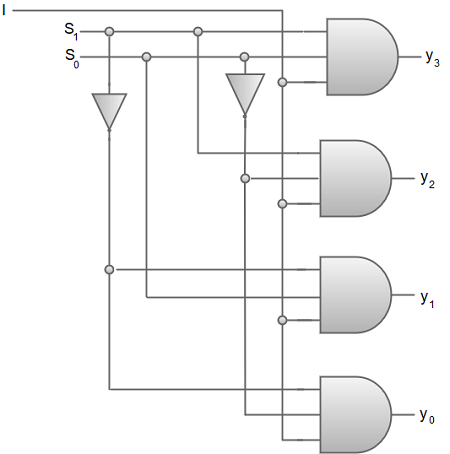 I
S₁
S₀
y₃
y₂
y₁
y₀